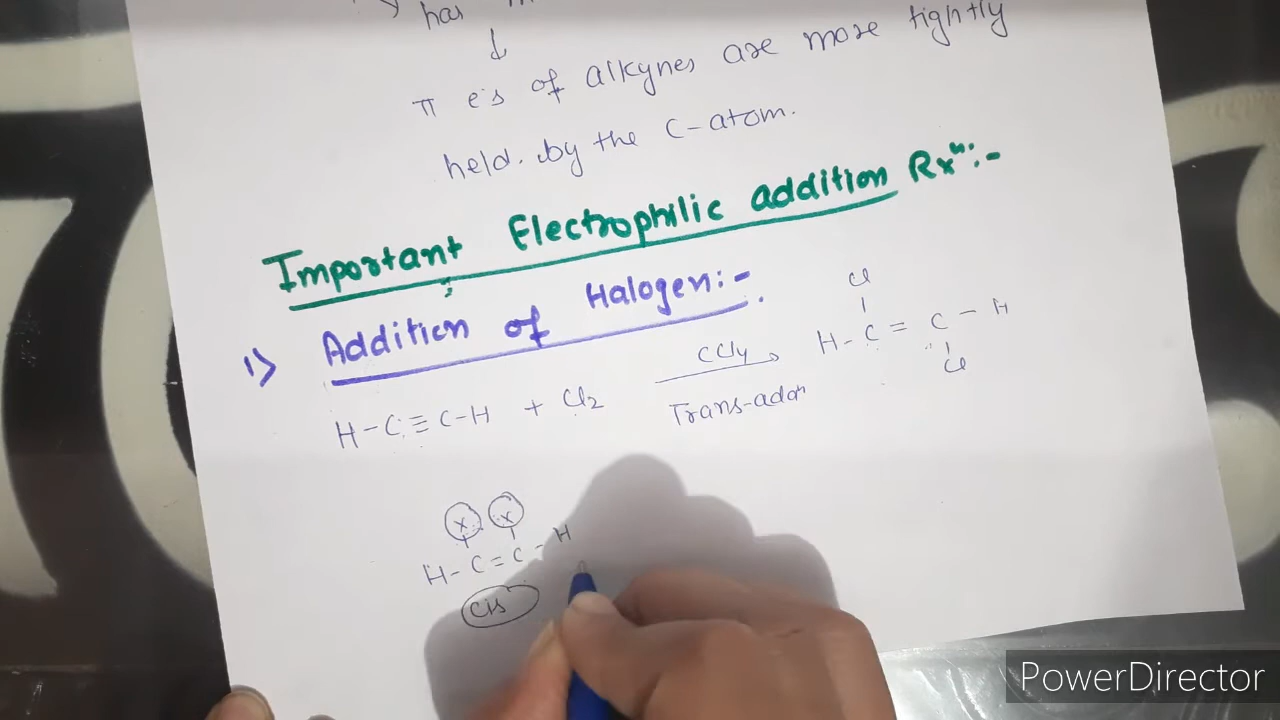 has
↓
π e's of alkynes are more tightly
held by the C-atom.
Important Electrophilic addition Rxⁿ:-
1) Addition of Halogen:-
H-C≡C-H + Cl2 CCl4 → Trans-addⁿ
Cl
H-C=C-H
Cl
X X
H-C=C-H
cis
PowerDirector